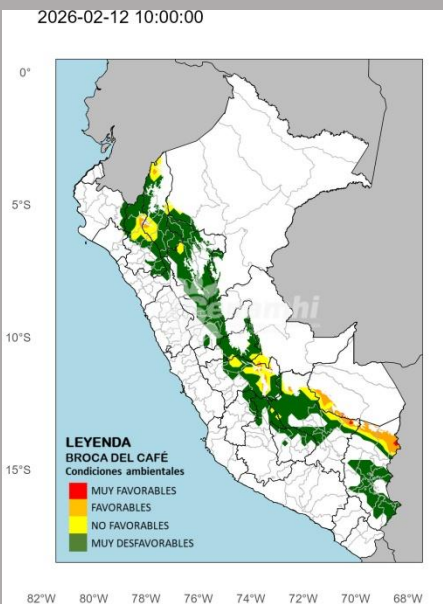 2026-02-12 10:00:00
0°
5°S
10°S
15°S
senamhi
LEYENDA
BROCA DEL CAFÉ
Condiciones ambientales
MUY FAVORABLES
FAVORABLES
NO FAVORABLES
MUY DESFAVORABLES
82°W 80°W 78°W 76°W 74°W 72°W 70°W 68°W